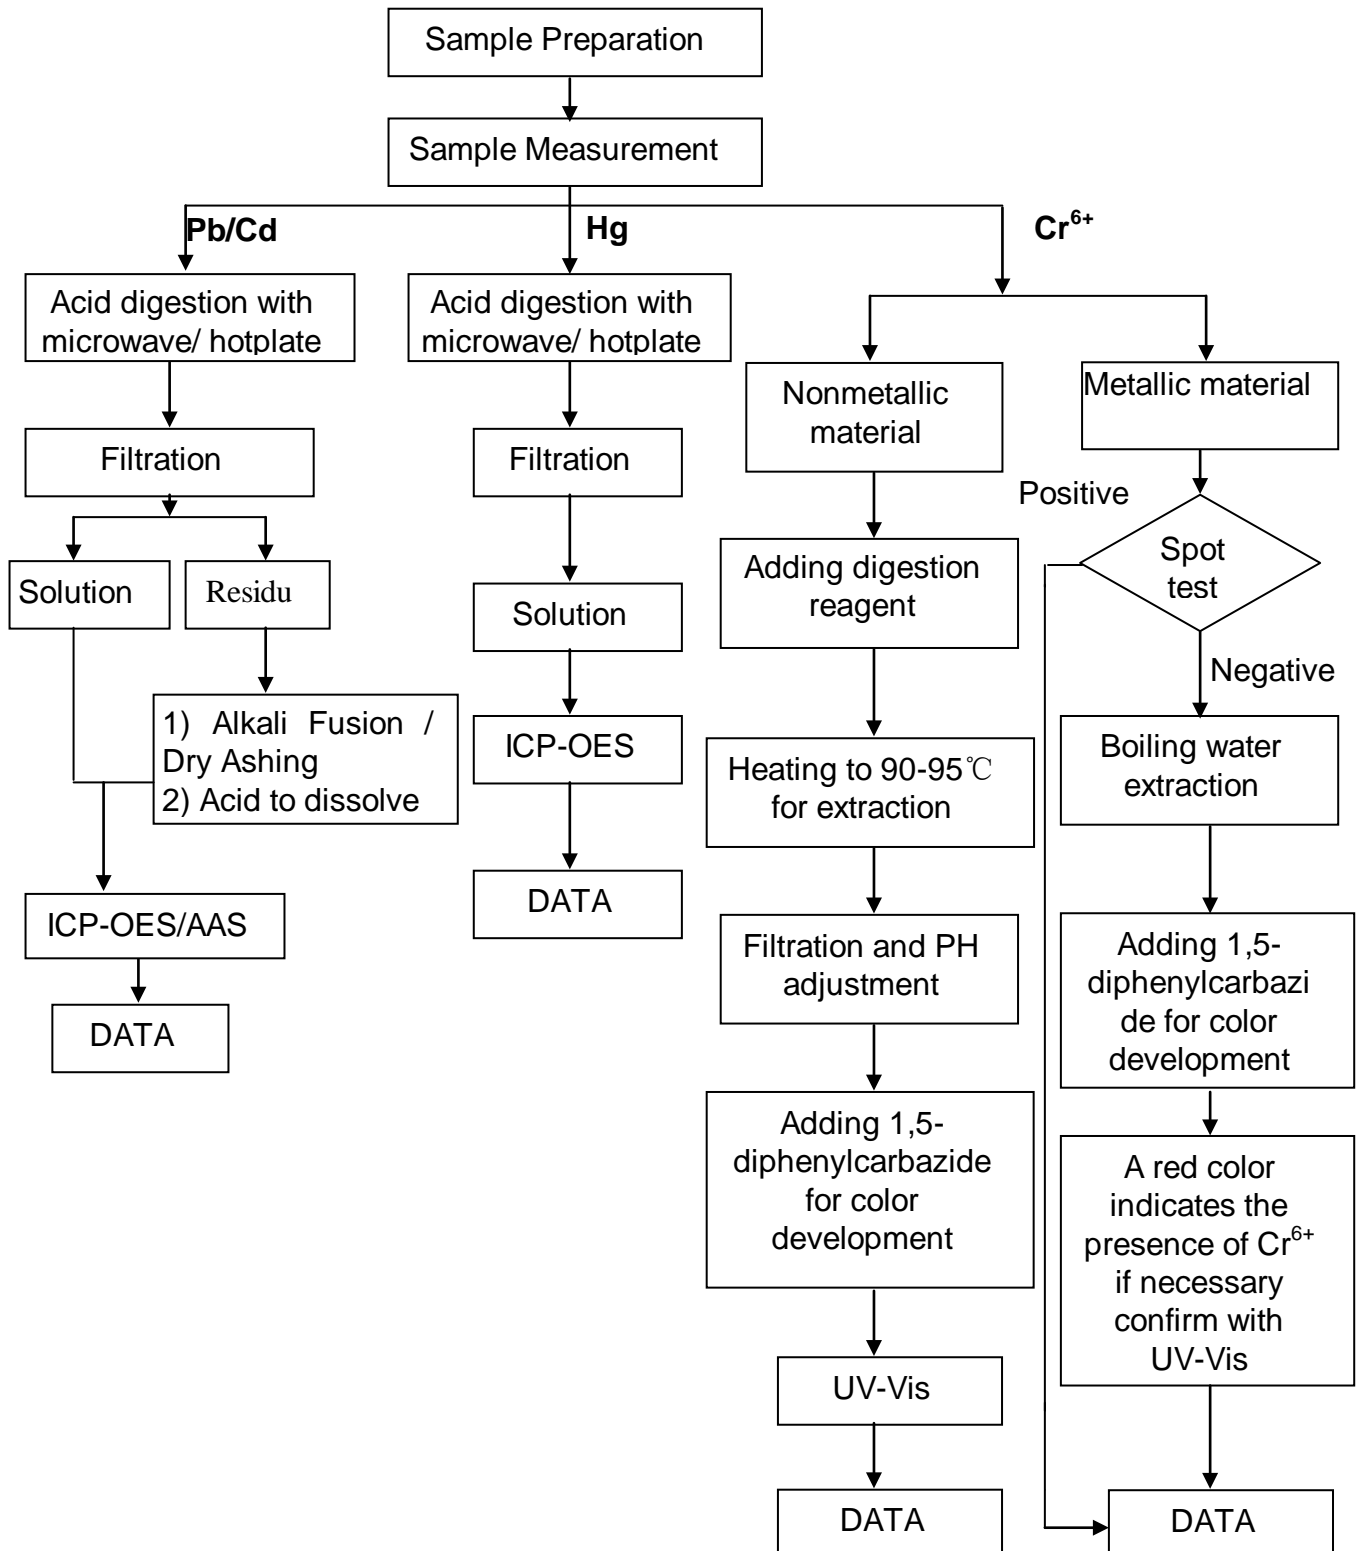 Sample Preparation
Sample Measurement
Pb/Cd
Hg
Cr6+
Acid digestion with
microwave/ hotplate
Filtration
Solution
Residu
1) Alkali Fusion /
Dry Ashing
2) Acid to dissolve
ICP-OES/AAS
DATA
Acid digestion with
microwave/ hotplate
Filtration
Solution
ICP-OES
DATA
Nonmetallic
material
Adding digestion
reagent
Heating to 90-95℃
for extraction
Filtration and PH
adjustment
Adding 1,5-
diphenylcarbazide
for color
development
UV-Vis
DATA
Metallic material
Positive
Spot
test
Negative
Boiling water
extraction
Adding 1,5-
diphenylcarbazi
de for color
development
A red color
indicates the
presence of Cr6+
if necessary
confirm with
UV-Vis
DATA